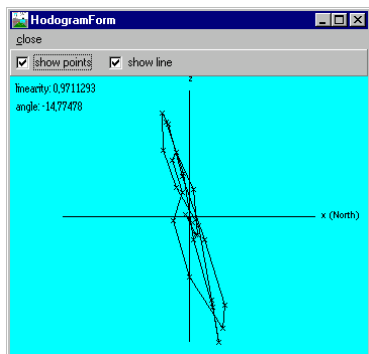 HodogramForm
close
show points show line
z
linearity: 0,9711293
angle: -14,77478
x (North)